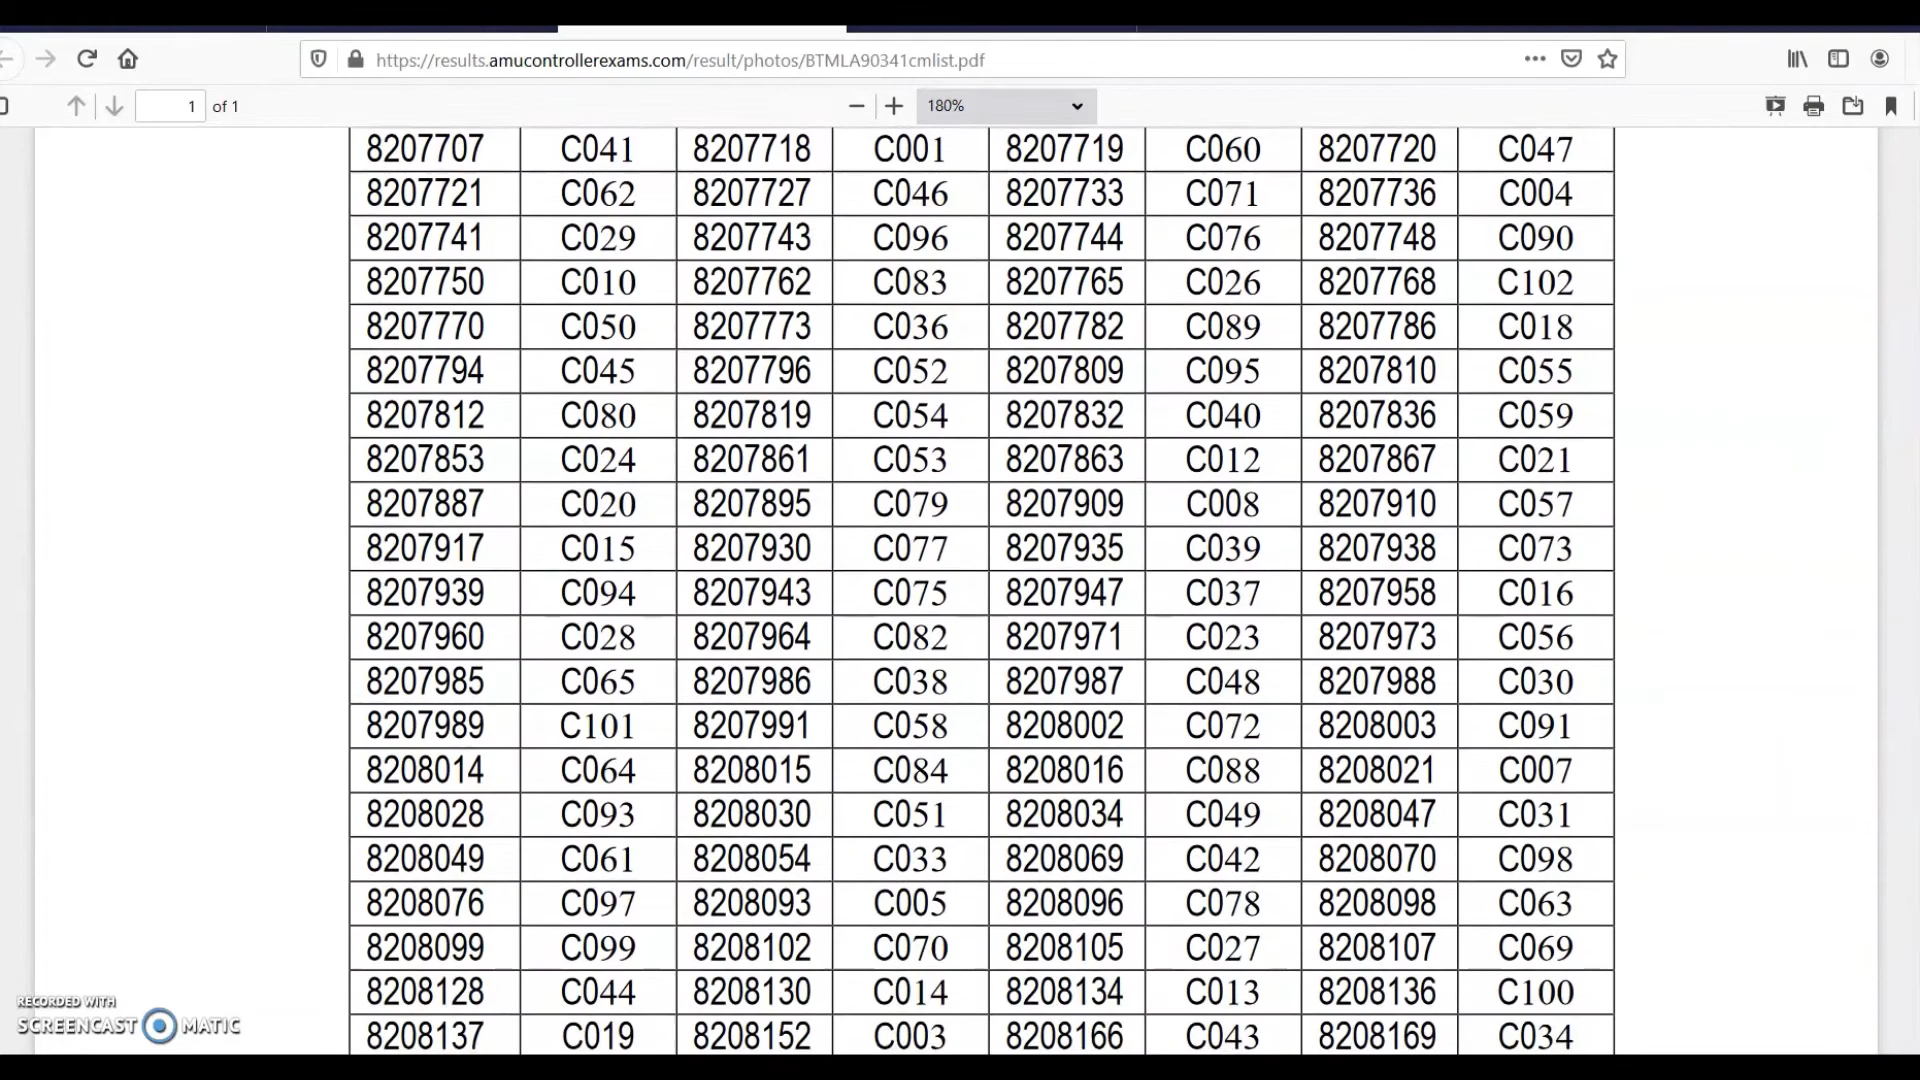 https://results.amucontrollerexams.com/result/photos/BTMLA90341cmlist.pdf
1 of 1 180%
8207707 C041 8207718 C001 8207719 C060 8207720 C047
8207721 C062 8207727 C046 8207733 C071 8207736 C004
8207741 C029 8207743 C096 8207744 C076 8207748 C090
8207750 C010 8207762 C083 8207765 C026 8207768 C102
8207770 C050 8207773 C036 8207782 C089 8207786 C018
8207794 C045 8207796 C052 8207809 C095 8207810 C055
8207812 C080 8207819 C054 8207832 C040 8207836 C059
8207853 C024 8207861 C053 8207863 C012 8207867 C021
8207887 C020 8207895 C079 8207909 C008 8207910 C057
8207917 C015 8207930 C077 8207935 C039 8207938 C073
8207939 C094 8207943 C075 8207947 C037 8207958 C016
8207960 C028 8207964 C082 8207971 C023 8207973 C056
8207985 C065 8207986 C038 8207987 C048 8207988 C030
8207989 C101 8207991 C058 8208002 C072 8208003 C091
8208014 C064 8208015 C084 8208016 C088 8208021 C007
8208028 C093 8208030 C051 8208034 C049 8208047 C031
8208049 C061 8208054 C033 8208069 C042 8208070 C098
8208076 C097 8208093 C005 8208096 C078 8208098 C063
8208099 C099 8208102 C070 8208105 C027 8208107 C069
8208128 C044 8208130 C014 8208134 C013 8208136 C100
8208137 C019 8208152 C003 8208166 C043 8208169 C034
RECORDED WITH
SCREENCAST MATIC